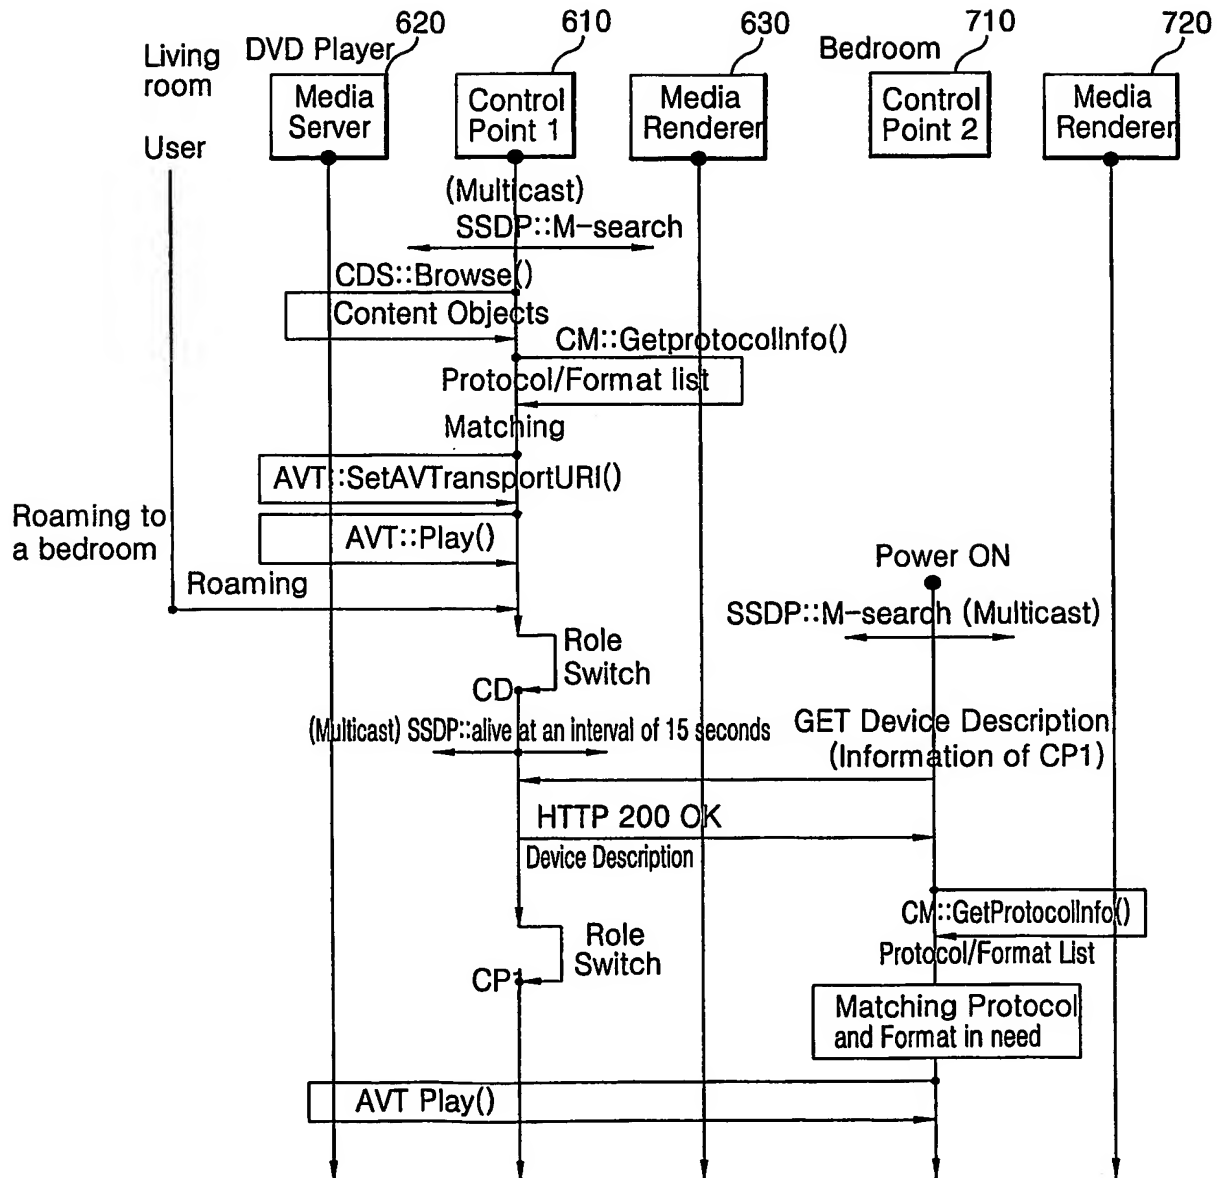 620
610
630
710
720
Living
room
DVD Player
Bedroom
Media
Server
Control
Point 1
Media
Renderer
Control
Point 2
Media
Renderer
User
(Multicast)
SSDP::M-search
CDS::Browse()
Content Objects
CM::GetprotocolInfo()
Protocol/Format list
Matching
AVT::SetAVTransportURI()
Roaming to
a bedroom
AVT::Play()
Power ON
Roaming
SSDP::M-search (Multicast)
Role
Switch
CD
(Multicast) SSDP::alive at an interval of 15 seconds
GET Device Description
(Information of CP1)
HTTP 200 OK
Device Description
CM::GetProtocolInfo()
Protocol/Format List
Role
Switch
CP1
Matching Protocol
and Format in need
AVT Play()